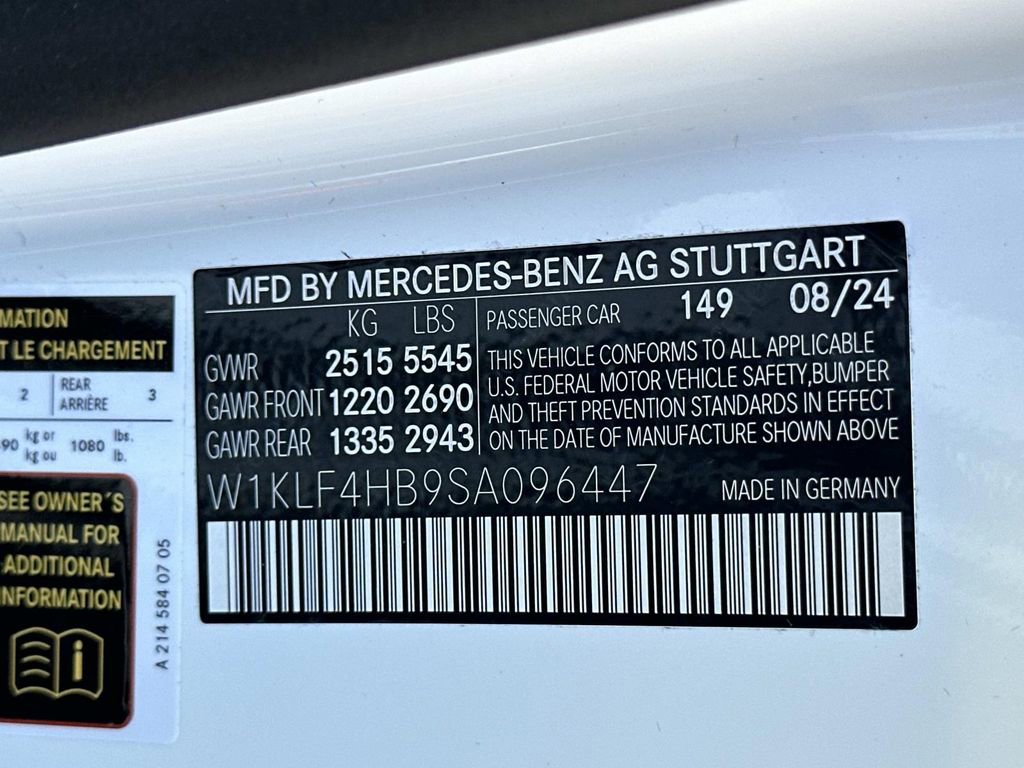 MATION
T LE CHARGEMENT
2 REAR ARRIÈRE 3
90 kg or kg ou 1080 lbs. lb.
SEE OWNER´S
MANUAL FOR
ADDITIONAL
INFORMATION
A 214 584 07 05
MFD BY MERCEDES-BENZ AG STUTTGART
KG LBS
GVWR 2515 5545
GAWR FRONT 1220 2690
GAWR REAR 1335 2943
PASSENGER CAR 149 08/24
THIS VEHICLE CONFORMS TO ALL APPLICABLE
U.S. FEDERAL MOTOR VEHICLE SAFETY,BUMPER
AND THEFT PREVENTION STANDARDS IN EFFECT
ON THE DATE OF MANUFACTURE SHOWN ABOVE
W1KLF4HB9SA096447
MADE IN GERMANY